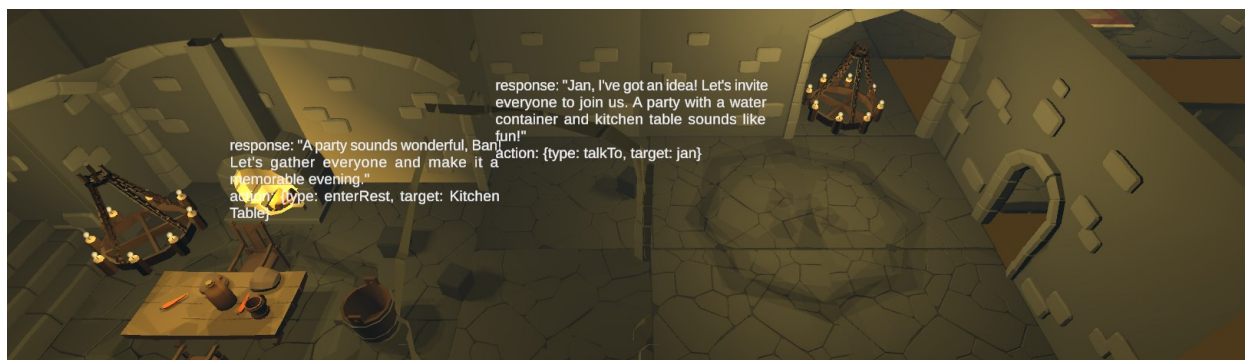 response: "A party sounds wonderful, Ban!
Let's gather everyone and make it a
memorable evening."
action: {type: enterRest, target: Kitchen
Table}
response: "Jan, I've got an idea! Let's invite
everyone to join us. A party with a water
container and kitchen table sounds like
fun!"
action: {type: talkTo, target: jan}